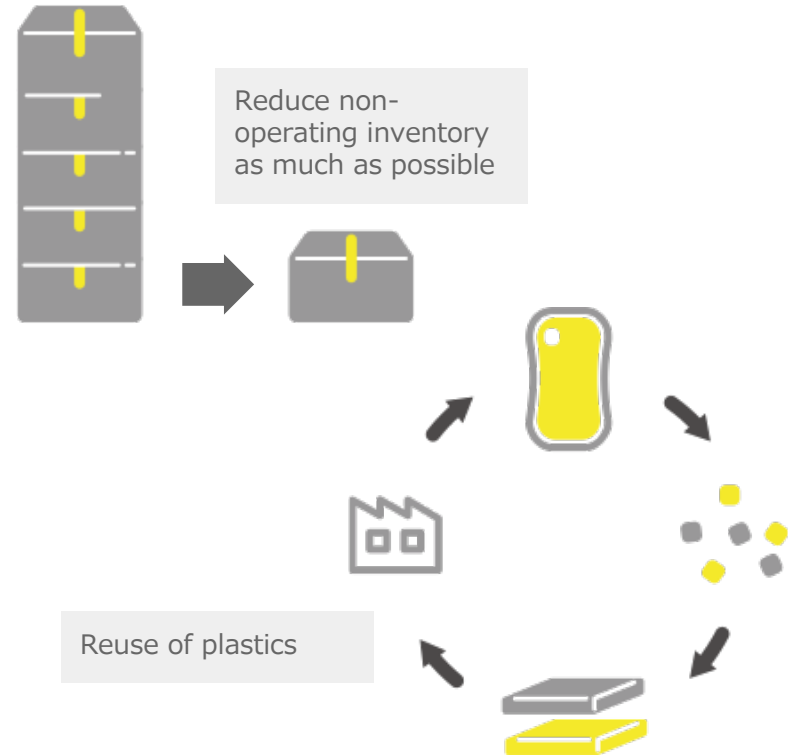 Reduce non-
operating inventory
as much as possible
Reuse of plastics